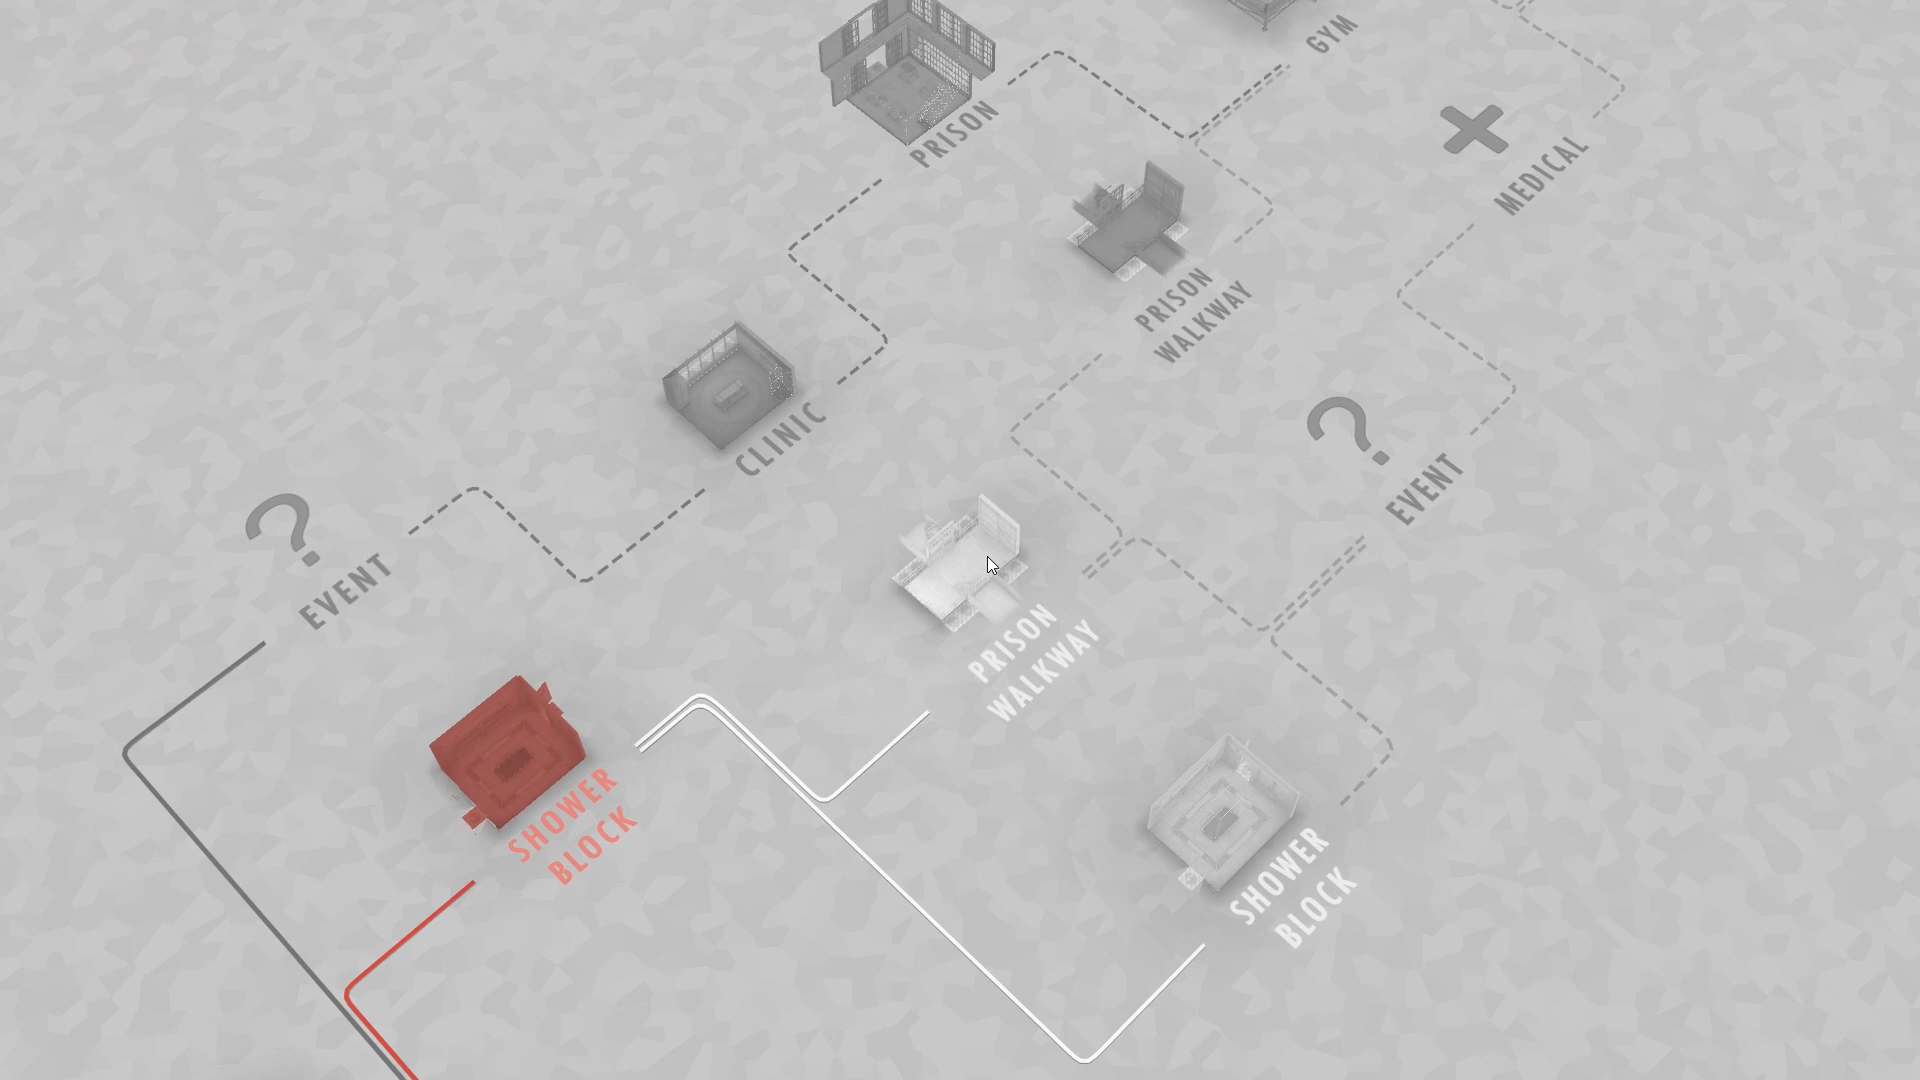 GYM
PRISON
MEDICAL
PRISON
WALKWAY
CLINIC
EVENT
EVENT
PRISON
WALKWAY
SHOWER
BLOCK
SHOWER
BLOCK